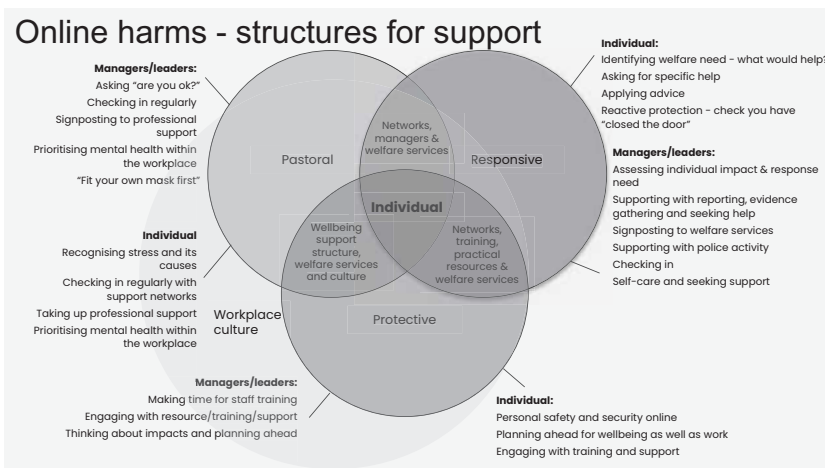 Online harms - structures for support
Managers/leaders:
Asking “are you ok?”
Checking in regularly
Signposting to professional
support
Prioritising mental health within
the workplace
“Fit your own mask first”
Individual
Recognising stress and its
causes
Checking in regularly with
support networks
Taking up professional support
Prioritising mental health within
the workplace
Managers/leaders:
Making time for staff training
Engaging with resource/training/support
Thinking about impacts and planning ahead
Pastoral
Networks,
managers &
welfare services
Responsive
Individual
Wellbeing
support
structure,
welfare services
and culture
Networks,
training,
practical
resources &
welfare services
Workplace
culture
Protective
Individual:
Identifying welfare need - what would help?
Asking for specific help
Applying advice
Reactive protection - check you have
“closed the door”
Managers/leaders:
Assessing individual impact & response
need
Supporting with reporting, evidence
gathering and seeking help
Signposting to welfare services
Supporting with police activity
Checking in
Self-care and seeking support
Individual:
Personal safety and security online
Planning ahead for wellbeing as well as work
Engaging with training and support